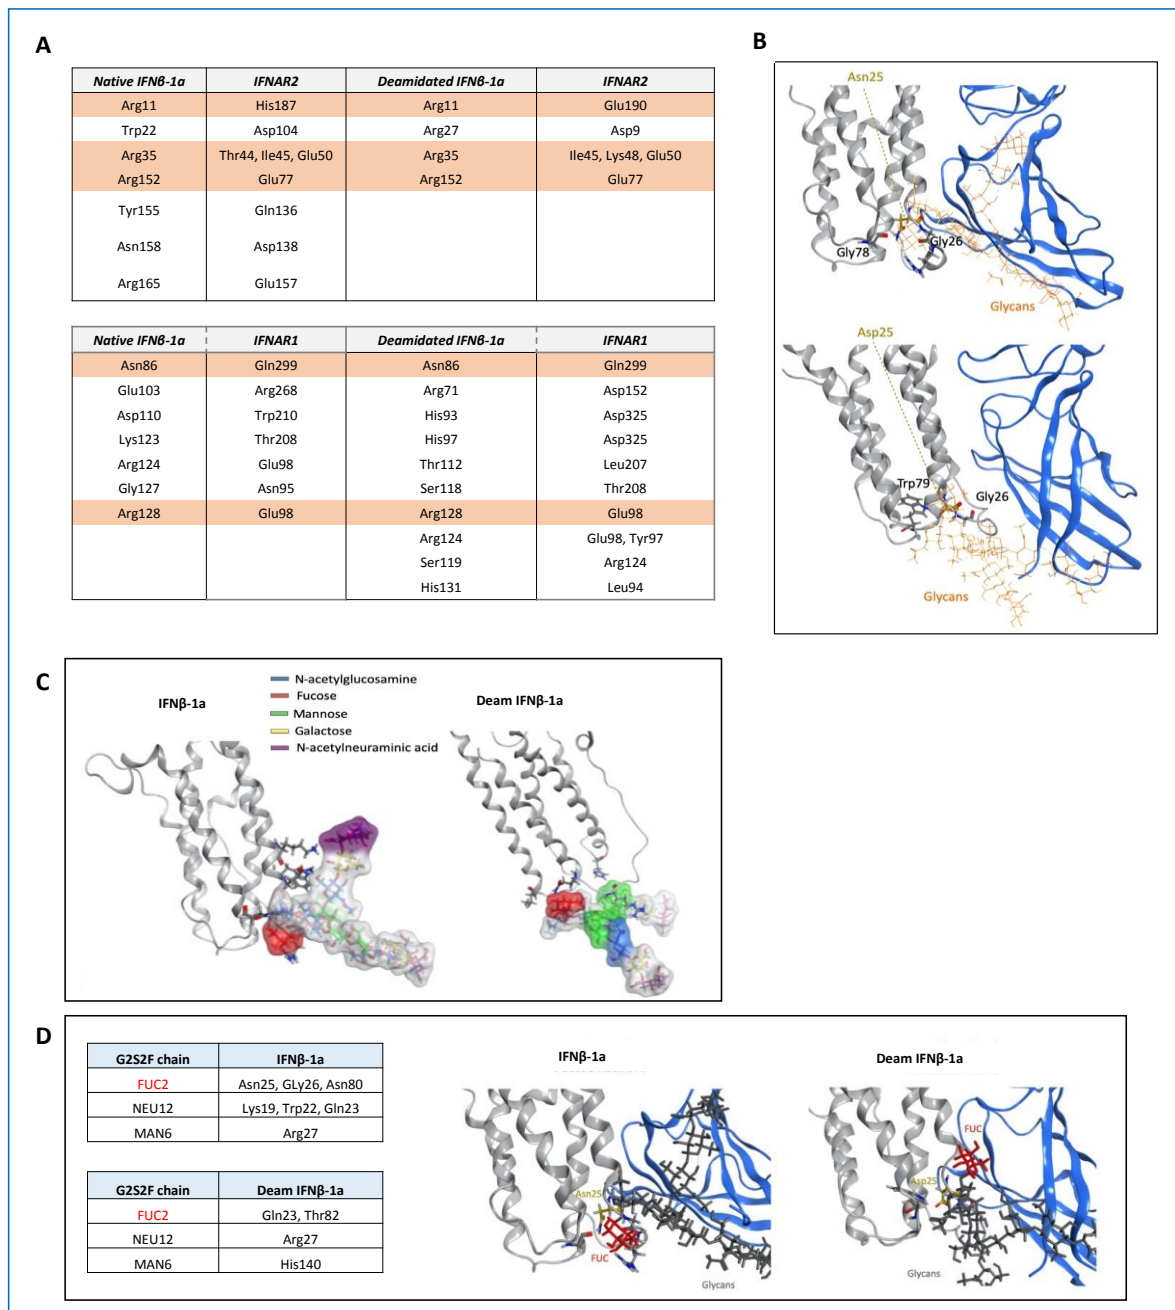 A
Native IFNβ-1a IFNAR2 Deamidated IFNβ-1a IFNAR2
Arg11 His187 Arg11 Glu190
Trp22 Asp104 Arg27 Asp9
Arg35 Thr44, Ile45, Glu50 Arg35 Ile45, Lys48, Glu50
Arg152 Glu77 Arg152 Glu77
Tyr155 Gln136
Asn158 Asp138
Arg165 Glu157
Native IFNβ-1a IFNAR1 Deamidated IFNβ-1a IFNAR1
Asn86 Gln299 Asn86 Gln299
Glu103 Arg268 Arg71 Asp152
Asp110 Trp210 His93 Asp325
Lys123 Thr208 His97 Asp325
Arg124 Glu98 Thr112 Leu207
Gly127 Asn95 Ser118 Thr208
Arg128 Glu98 Arg128 Glu98
Arg124 Glu98, Tyr97
Ser119 Arg124
His131 Leu94
B
Asn25
Gly78
Gly26
Glycans
Asp25
Trp79
Gly26
Glycans
C
IFNβ-1a
N-acetylglucosamine
Fucose
Mannose
Galactose
N-acetylneuraminic acid
Deam IFNβ-1a
D
G2S2F chain IFNβ-1a
FUC2 Asn25, GLy26, Asn80
NEU12 Lys19, Trp22, Gln23
MAN6 Arg27
G2S2F chain Deam IFNβ-1a
FUC2 Gln23, Thr82
NEU12 Arg27
MAN6 His140
IFNβ-1a
Asn25
FUC
Glycans
Deam IFNβ-1a
FUC
Asp25
Glycans